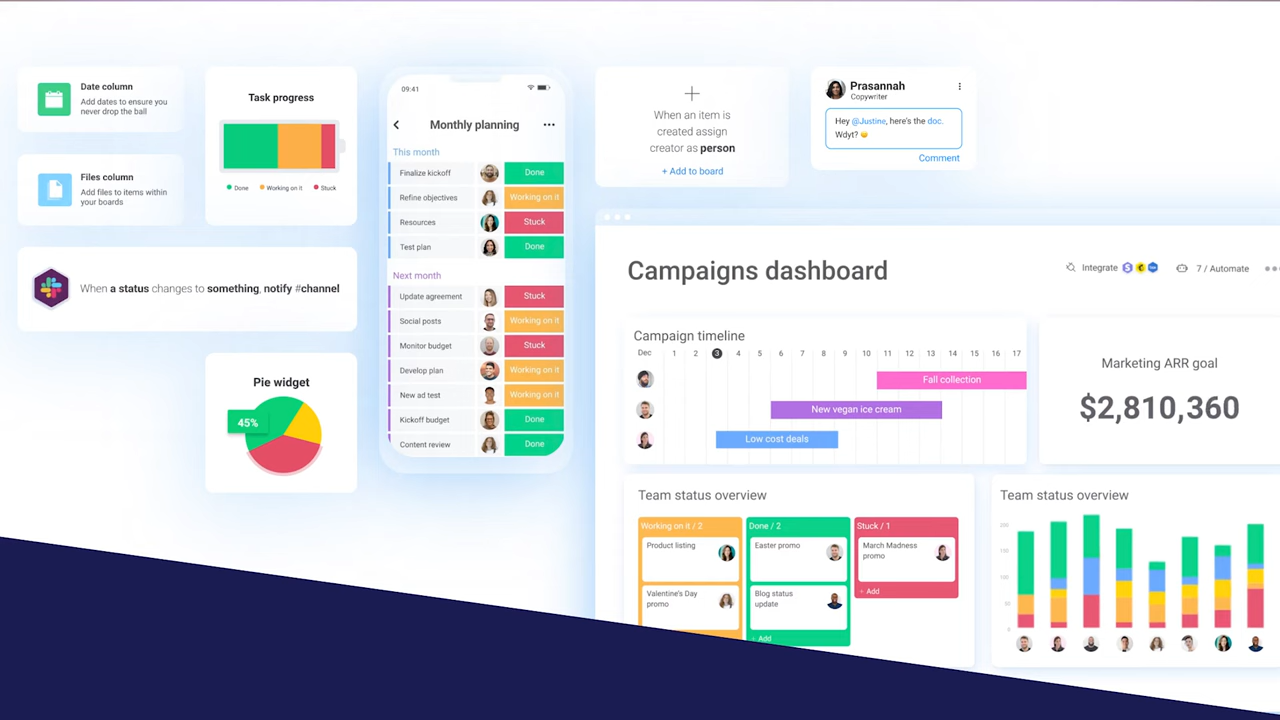 Date column
Add dates to ensure you
never drop the ball
Files column
Add files to items within
your boards
Task progress
Done
Working on it
Stuck
When a status changes to something, notify #channel
Pie widget
45%
09:41
Monthly planning
This month
Finalize kickoff
Done
Refine objectives
Working on it
Resources
Stuck
Test plan
Done
Next month
Update agreement
Stuck
Social posts
Working on it
Monitor budget
Stuck
Develop plan
Working on it
New ad test
Working on it
Kickoff budget
Done
Content review
Done
When an item is
created assign
creator as person
+ Add to board
Prasannah
Copywriter
Hey @Justine, here's the doc.
Wdyt?
Comment
Campaigns dashboard
Integrate
7 / Automate
Campaign timeline
Dec 1 2 3 4 5 6 7 8 9 10 11 12 13 14 15 16 17
Fall collection
New vegan ice cream
Low cost deals
Marketing ARR goal
$2,810,360
Team status overview
Working on it / 2
Product listing
Valentine's Day
promo
Done / 2
Easter promo
Blog status
update
+ Add
Stuck / 1
March Madness
promo
+ Add
Team status overview
200
150
100
50
0